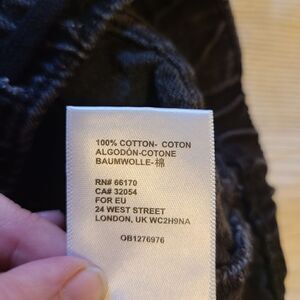 100% COTTON- COTON
ALGODÓN-COTONE
BAUMWOLLE-棉
RN# 66170
CA# 32054
FOR EU
24 WEST STREET
LONDON, UK WC2H9NA
OB1276976